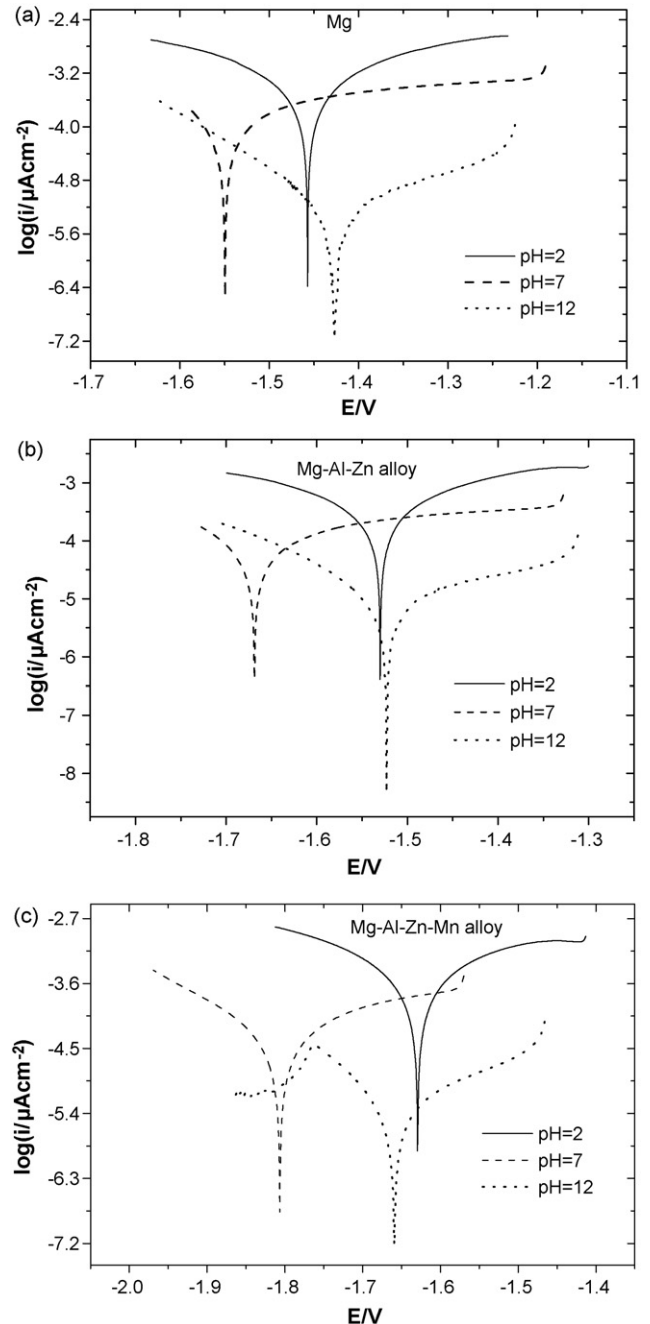 (a)
Mg
-2.4
-3.2
-4.0
-4.8
-5.6
-6.4
-7.2
log(i/μAcm⁻²)
pH=2
pH=7
pH=12
-1.7 -1.6 -1.5 -1.4 -1.3 -1.2 -1.1
E/V
(b)
Mg-Al-Zn alloy
-3
-4
-5
-6
-7
-8
log(i/μAcm⁻²)
pH=2
pH=7
pH=12
-1.8 -1.7 -1.6 -1.5 -1.4 -1.3
E/V
(c)
Mg-Al-Zn-Mn alloy
-2.7
-3.6
-4.5
-5.4
-6.3
-7.2
log(i/μAcm⁻²)
pH=2
pH=7
pH=12
-2.0 -1.9 -1.8 -1.7 -1.6 -1.5 -1.4
E/V